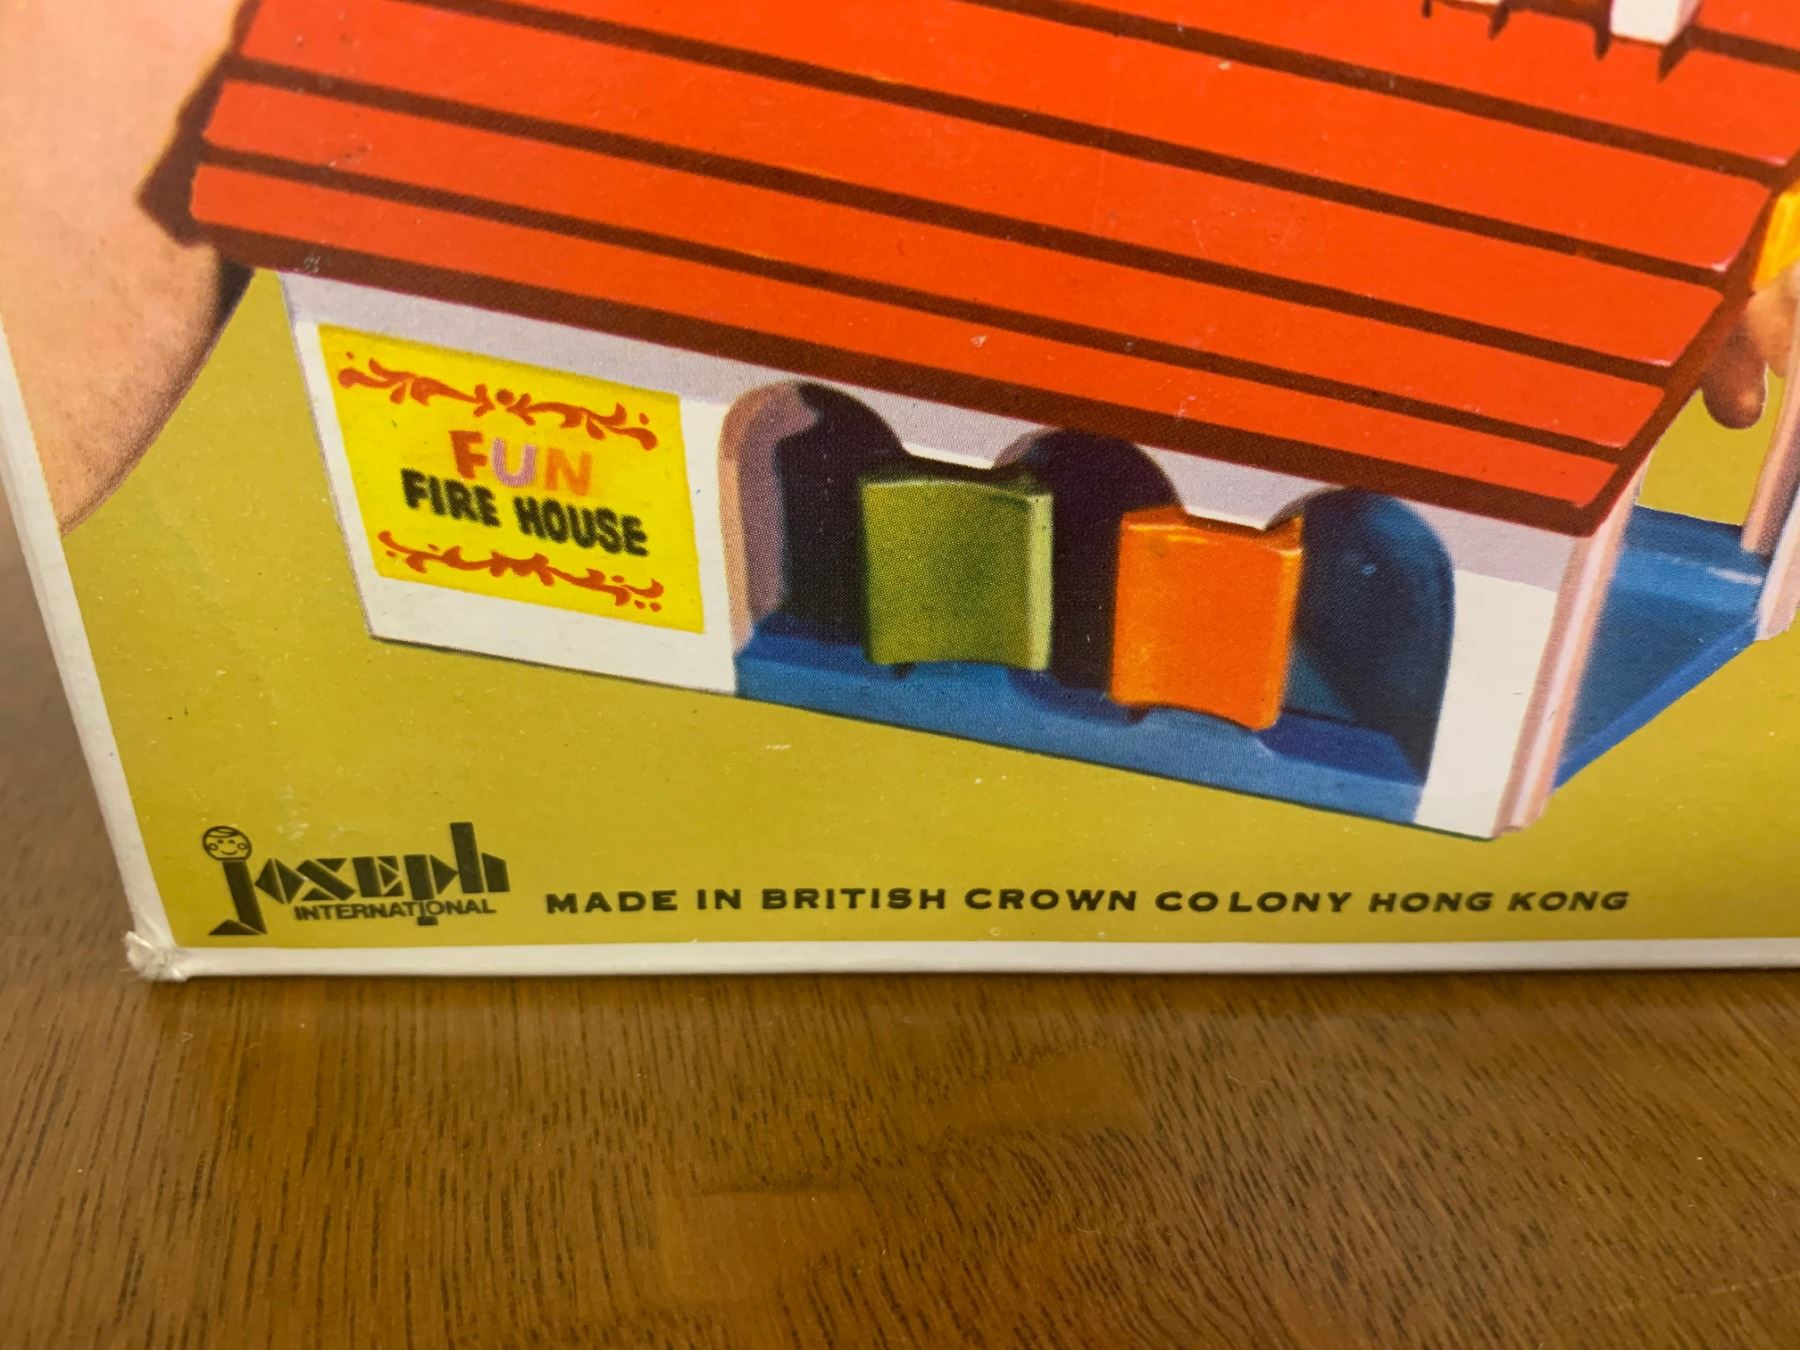 FUN
FIRE HOUSE
joseph
INTERNATIONAL
MADE IN BRITISH CROWN COLONY HONG KONG